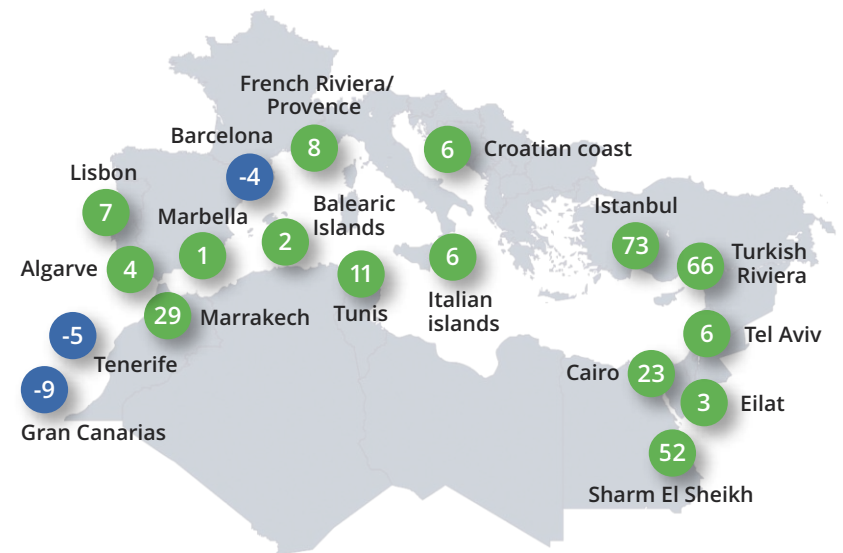 French Riviera/
Provence
8
Barcelona
-4
6
Croatian coast
Lisbon
7
Marbella
1
Balearic
Islands
2
Istanbul
73
Algarve
4
11
Tunis
6
Italian
islands
66
Turkish
Riviera
29
Marrakech
-5
Tenerife
6
Tel Aviv
-9
Gran Canarias
Cairo
23
3
Eilat
52
Sharm El Sheikh